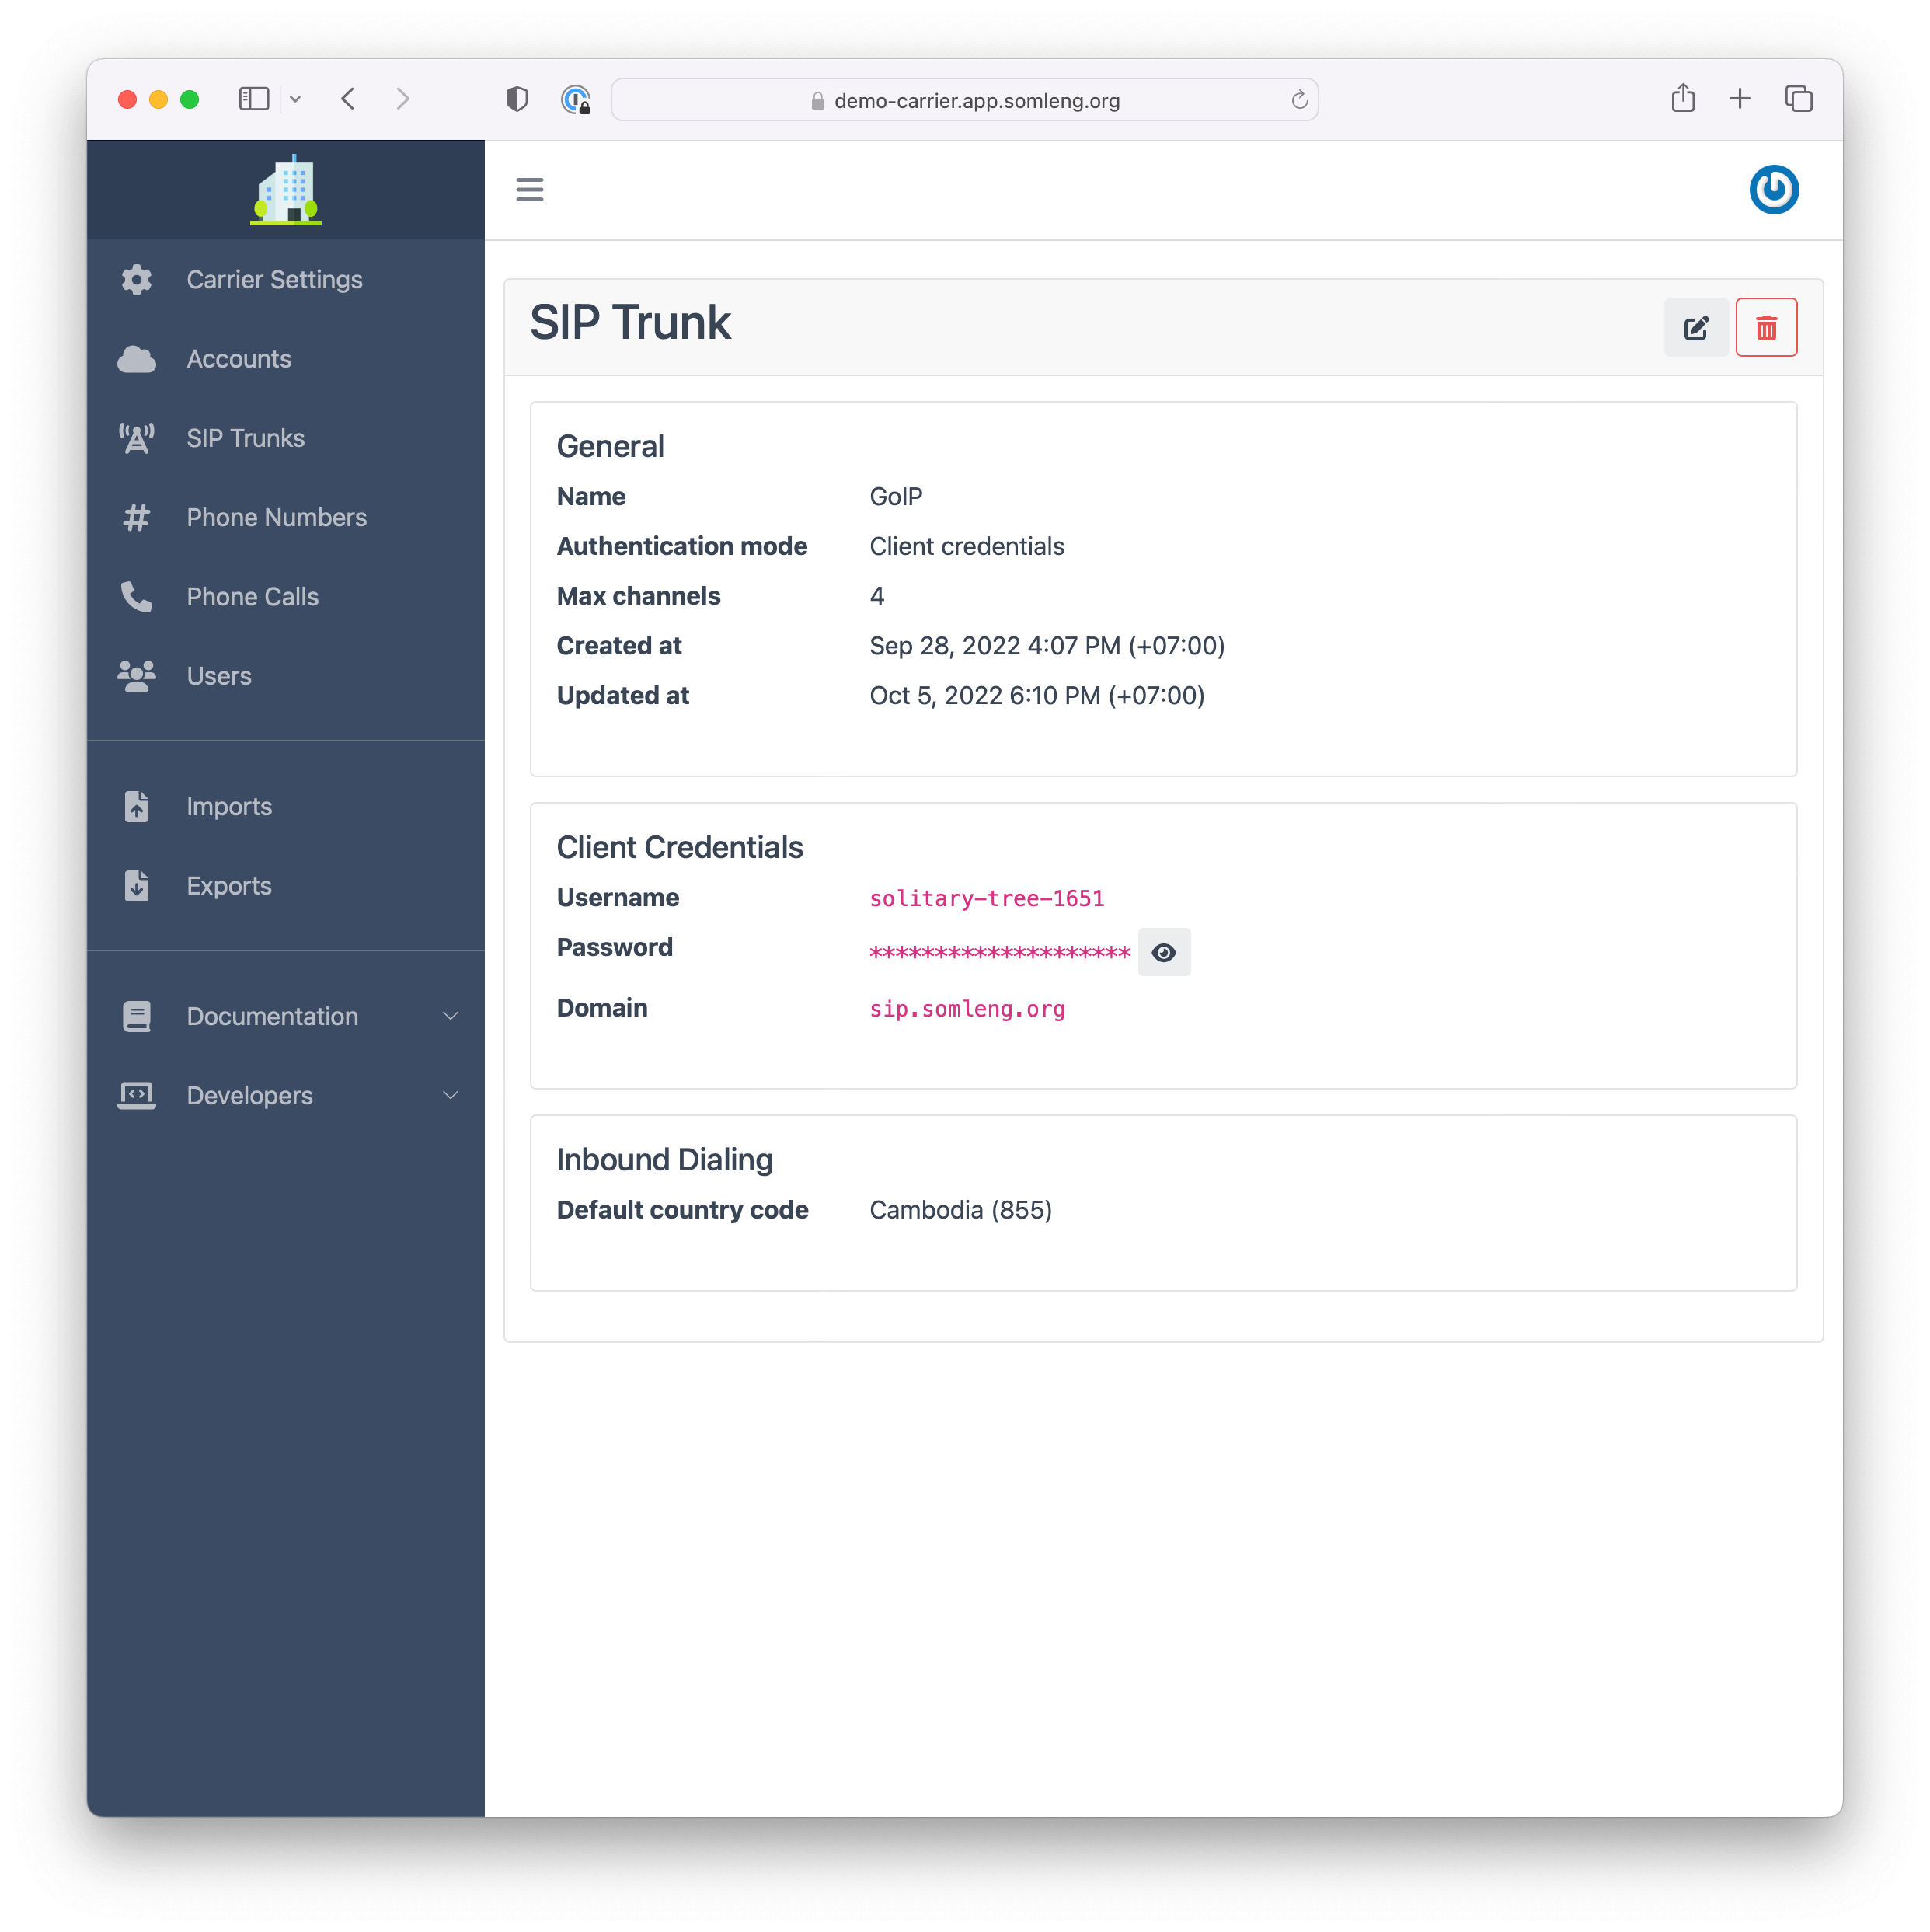 demo-carrier.app.somleng.org
Carrier Settings
Accounts
SIP Trunks
Phone Numbers
Phone Calls
Users
Imports
Exports
Documentation
Developers
SIP Trunk
General
Name GoIP
Authentication mode Client credentials
Max channels 4
Created at Sep 28, 2022 4:07 PM (+07:00)
Updated at Oct 5, 2022 6:10 PM (+07:00)
Client Credentials
Username solitary-tree-1651
Password ********************
Domain sip.somleng.org
Inbound Dialing
Default country code Cambodia (855)